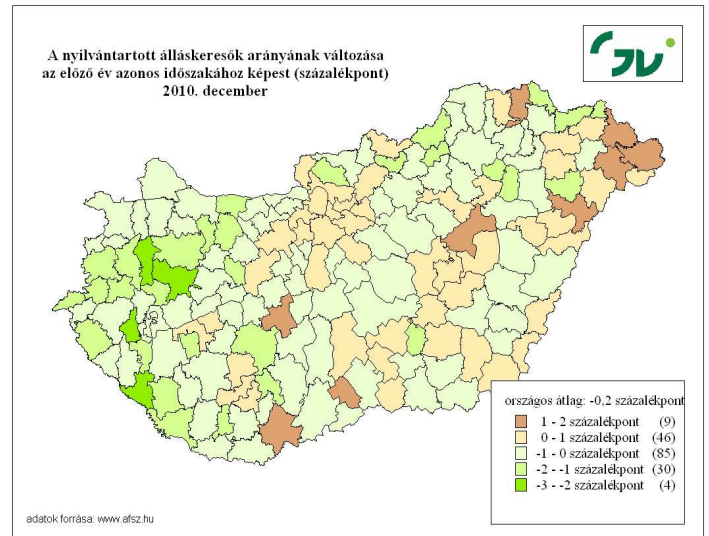 A nyilvántartott álláskeresők arányának változása
az előző év azonos időszakához képest (százalékpont)
2010. december
országos átlag: -0,2 százalékpont
1 - 2 százalékpont (9)
0 - 1 százalékpont (46)
-1 - 0 százalékpont (85)
-2 - -1 százalékpont (30)
-3 - -2 százalékpont (4)
adatok forrása: www.afsz.hu